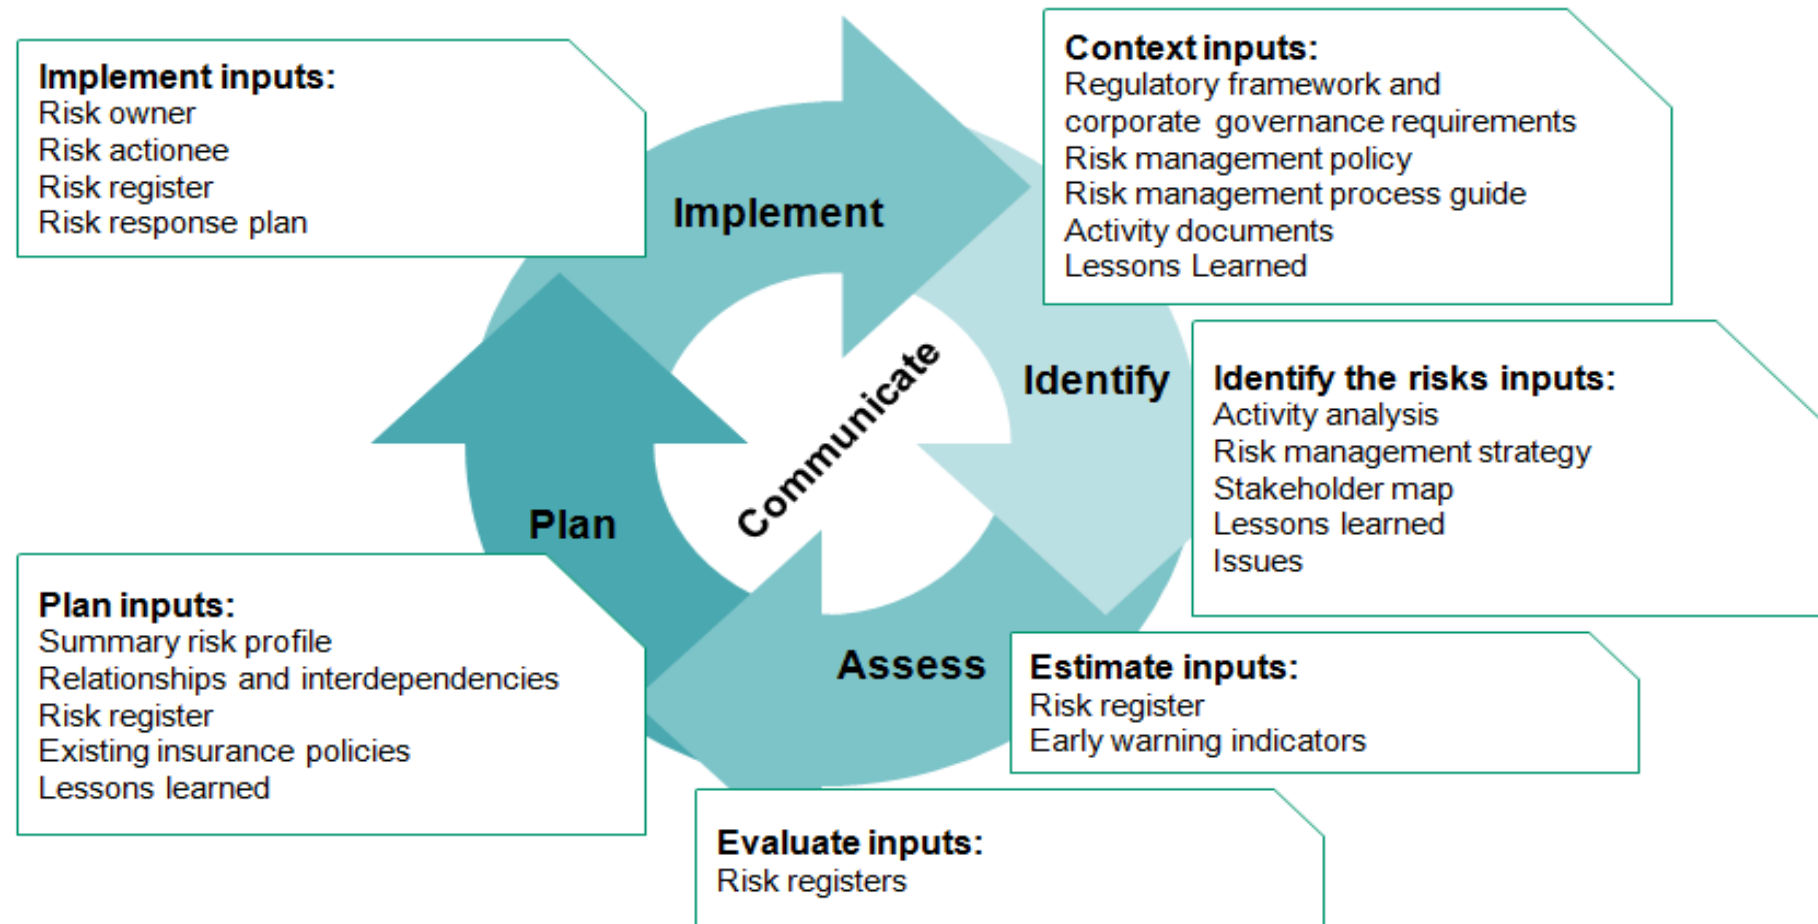 Implement inputs:
Risk owner
Risk actionee
Risk register
Risk response plan
Context inputs:
Regulatory framework and
corporate governance requirements
Risk management policy
Risk management process guide
Activity documents
Lessons Learned
Implement
Identify
Communicate
Identify the risks inputs:
Activity analysis
Risk management strategy
Stakeholder map
Lessons learned
Issues
Plan
Assess
Plan inputs:
Summary risk profile
Relationships and interdependencies
Risk register
Existing insurance policies
Lessons learned
Estimate inputs:
Risk register
Early warning indicators
Evaluate inputs:
Risk registers